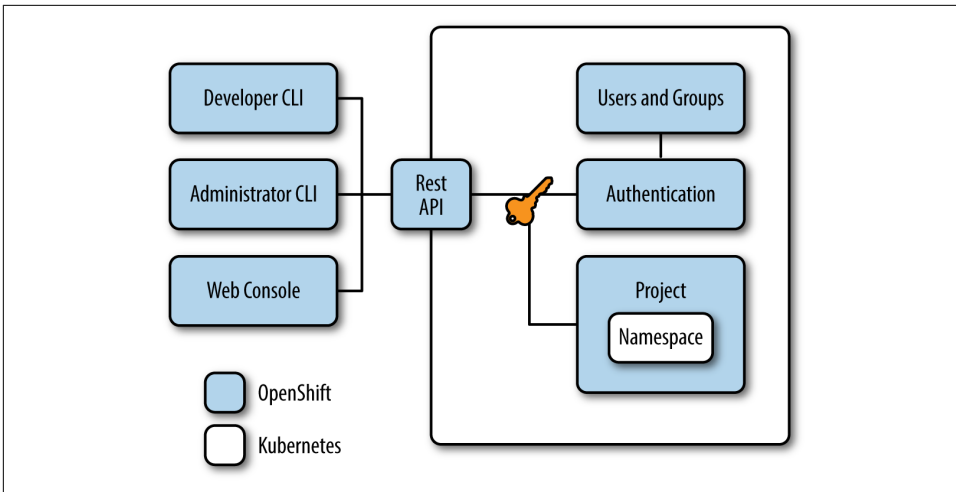 Developer CLI
Administrator CLI
Web Console
Rest
API
Users and Groups
Authentication
Project
Namespace
OpenShift
Kubernetes